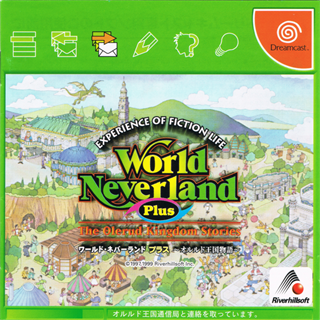 Dreamcast
EXPERIENCE OF FICTION LIFE
World
Neverland
Plus
The Olerud Kingdom Stories
ワールド・ネバーランド プラス ～オルルド王国物語～
©1997,1999 Riverhillsoft Inc.
Riverhillsoft
オルルド王国通信局と連絡を取っています。